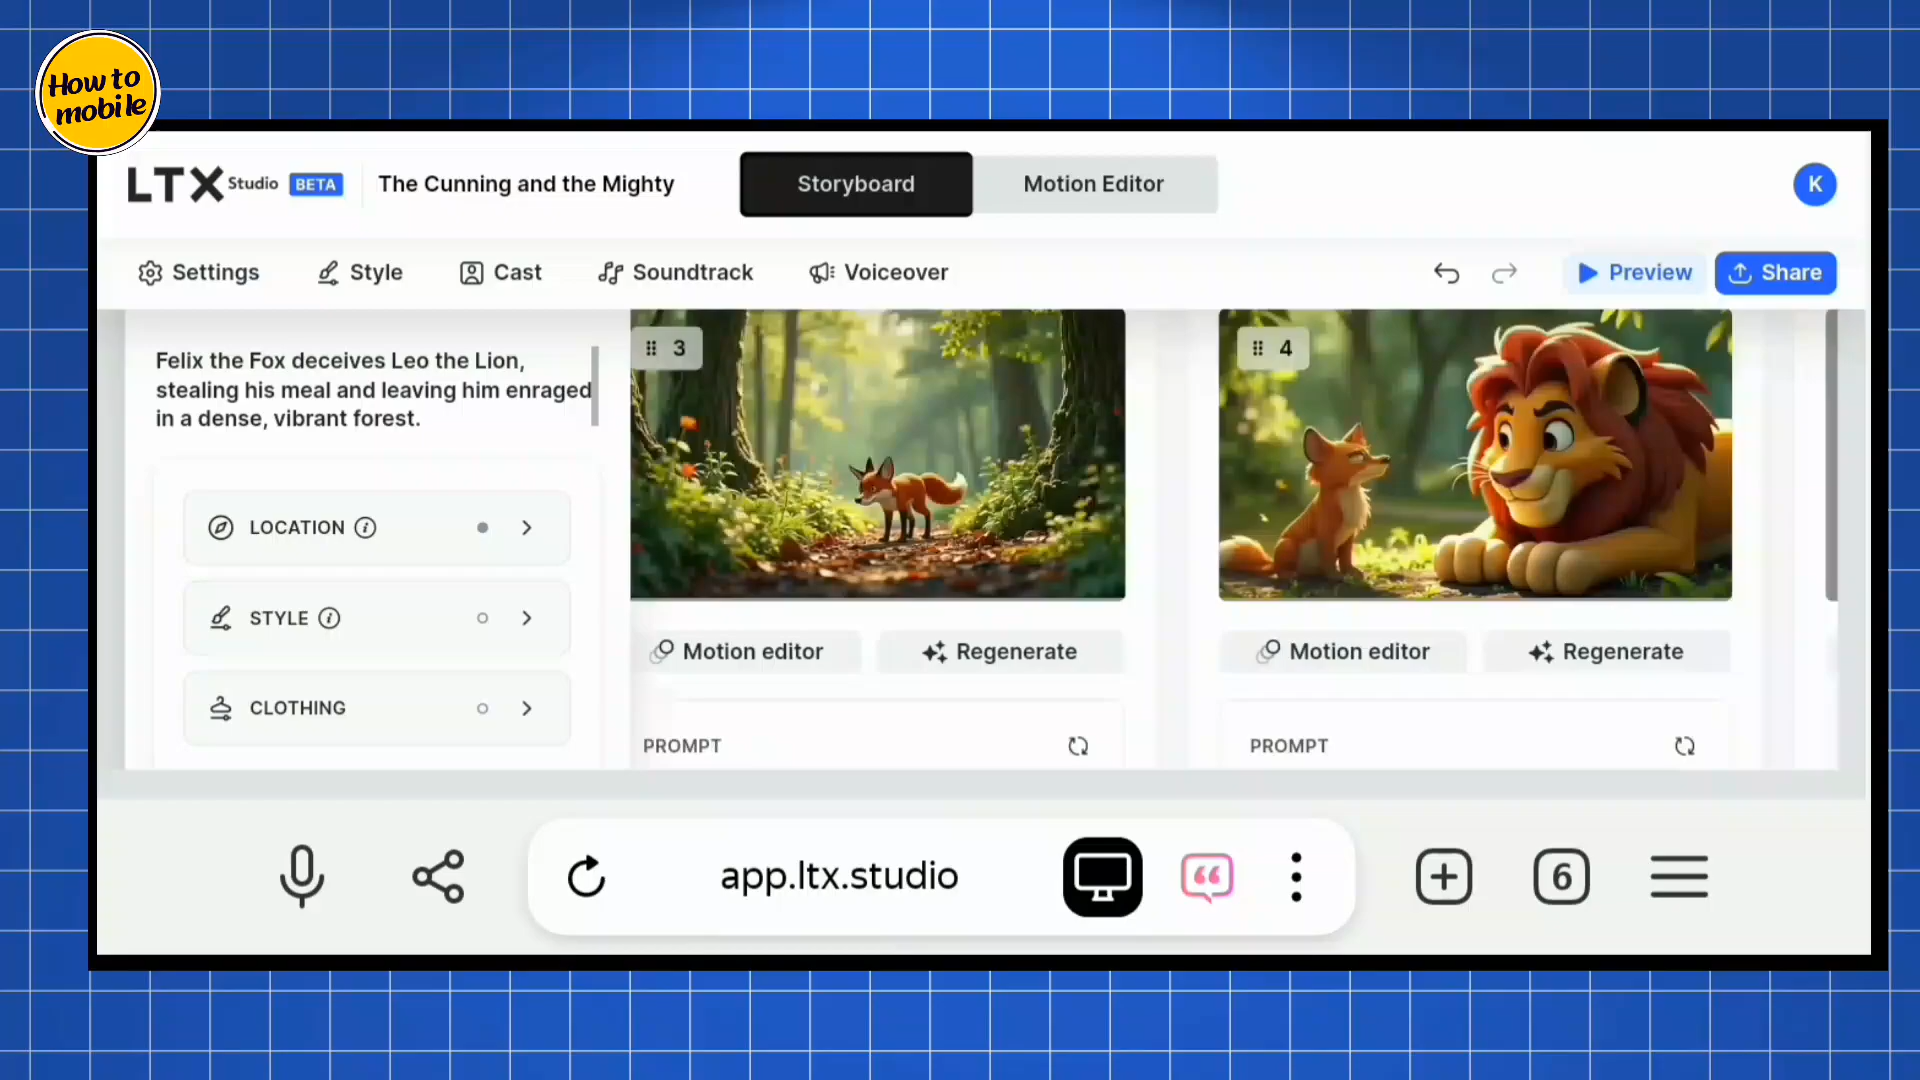 How to
mobile
LTX Studio BETA
The Cunning and the Mighty
Storyboard
Motion Editor
K
Settings
Style
Cast
Soundtrack
Voiceover
Preview
Share
Felix the Fox deceives Leo the Lion,
stealing his meal and leaving him enraged
in a dense, vibrant forest.
LOCATION
STYLE
CLOTHING
3
Motion editor
Regenerate
PROMPT
4
Motion editor
Regenerate
PROMPT
app.ltx.studio
6